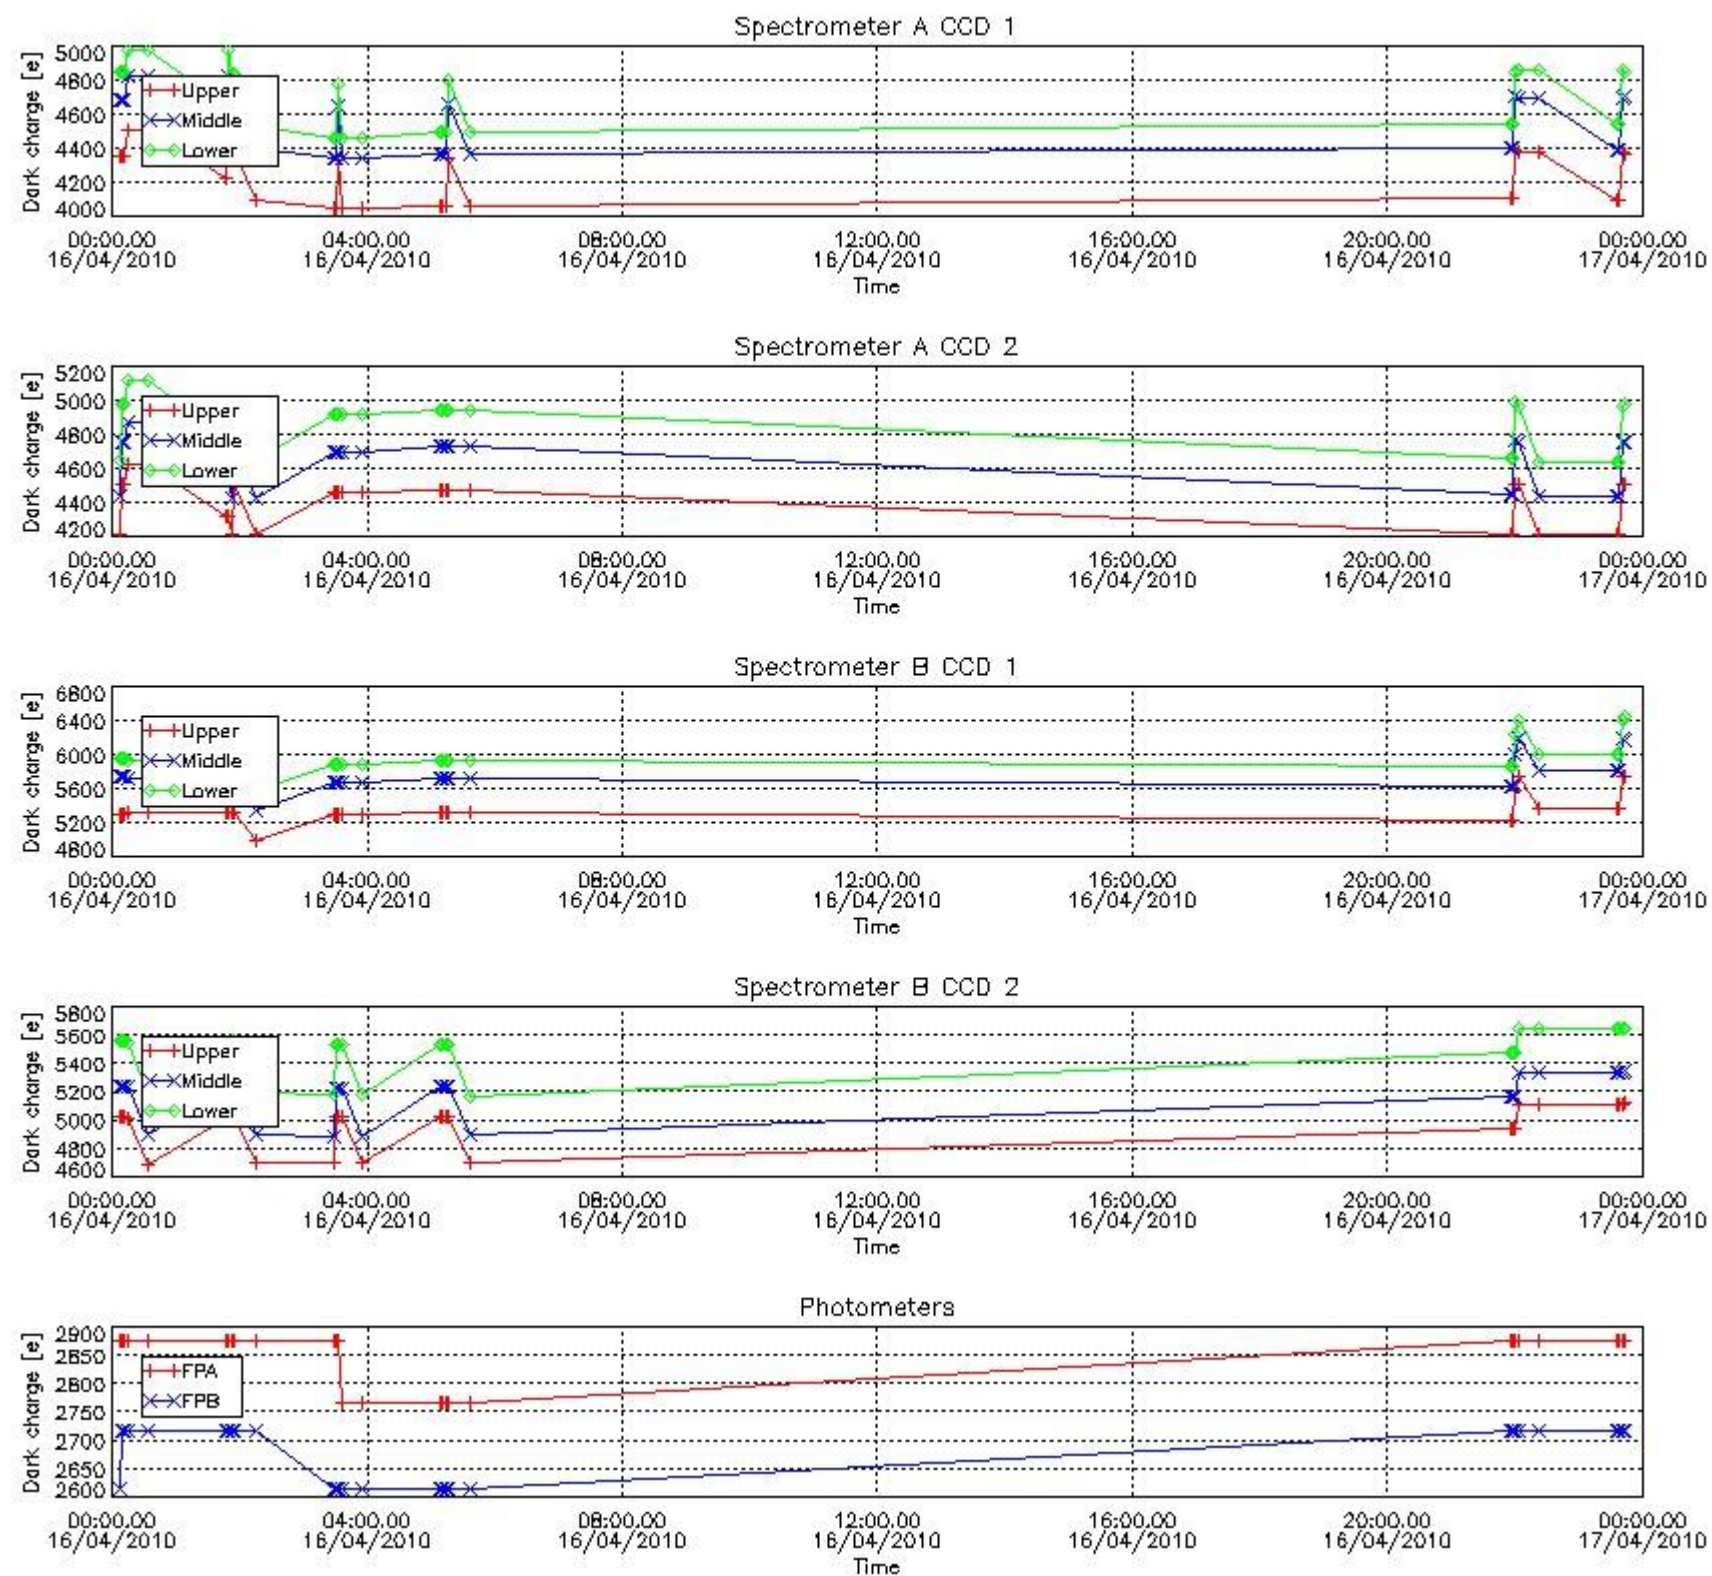 Spectrometer A CCD 1
Dark charge [e]
5000
4800
4600
4400
4200
4000
Upper
Middle
Lower
00:00.00 04:00.00 08:00.00 12:00.00 16:00.00 20:00.00 00:00.00
16/04/2010 16/04/2010 16/04/2010 16/04/2010 16/04/2010 16/04/2010 17/04/2010
Time
Spectrometer A CCD 2
Dark charge [e]
5200
5000
4800
4600
4400
4200
Upper
Middle
Lower
00:00.00 04:00.00 08:00.00 12:00.00 16:00.00 20:00.00 00:00.00
16/04/2010 16/04/2010 16/04/2010 16/04/2010 16/04/2010 16/04/2010 17/04/2010
Time
Spectrometer B CCD 1
Dark charge [e]
6800
6400
6000
5600
5200
4800
Upper
Middle
Lower
00:00.00 04:00.00 08:00.00 12:00.00 16:00.00 20:00.00 00:00.00
16/04/2010 16/04/2010 16/04/2010 16/04/2010 16/04/2010 16/04/2010 17/04/2010
Time
Spectrometer B CCD 2
Dark charge [e]
5800
5600
5400
5200
5000
4800
4600
Upper
Middle
Lower
00:00.00 04:00.00 08:00.00 12:00.00 16:00.00 20:00.00 00:00.00
16/04/2010 16/04/2010 16/04/2010 16/04/2010 16/04/2010 16/04/2010 17/04/2010
Time
Photometers
Dark charge [e]
2900
2850
2800
2750
2700
2650
2600
FPA
FPB
00:00.00 04:00.00 08:00.00 12:00.00 16:00.00 20:00.00 00:00.00
16/04/2010 16/04/2010 16/04/2010 16/04/2010 16/04/2010 16/04/2010 17/04/2010
Time